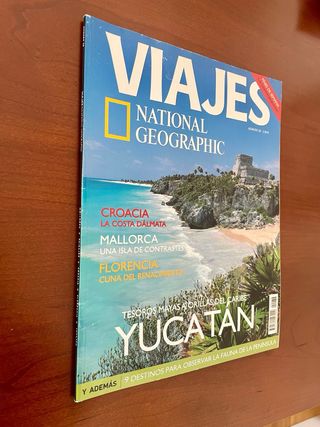 VIAJES
NATIONAL
GEOGRAPHIC
CROACIA
LA COSTA DÁLMATA
MALLORCA
UNA ISLA DE CONTRASTES
FLORENCIA
CUNA DEL RENACIMIENTO
TESOROS MAYAS A ORILLAS DEL CARIBE
YUCATÁN
Y ADEMÁS 9 DESTINOS PARA OBSERVAR LA FAUNA DE LA PENÍNSULA